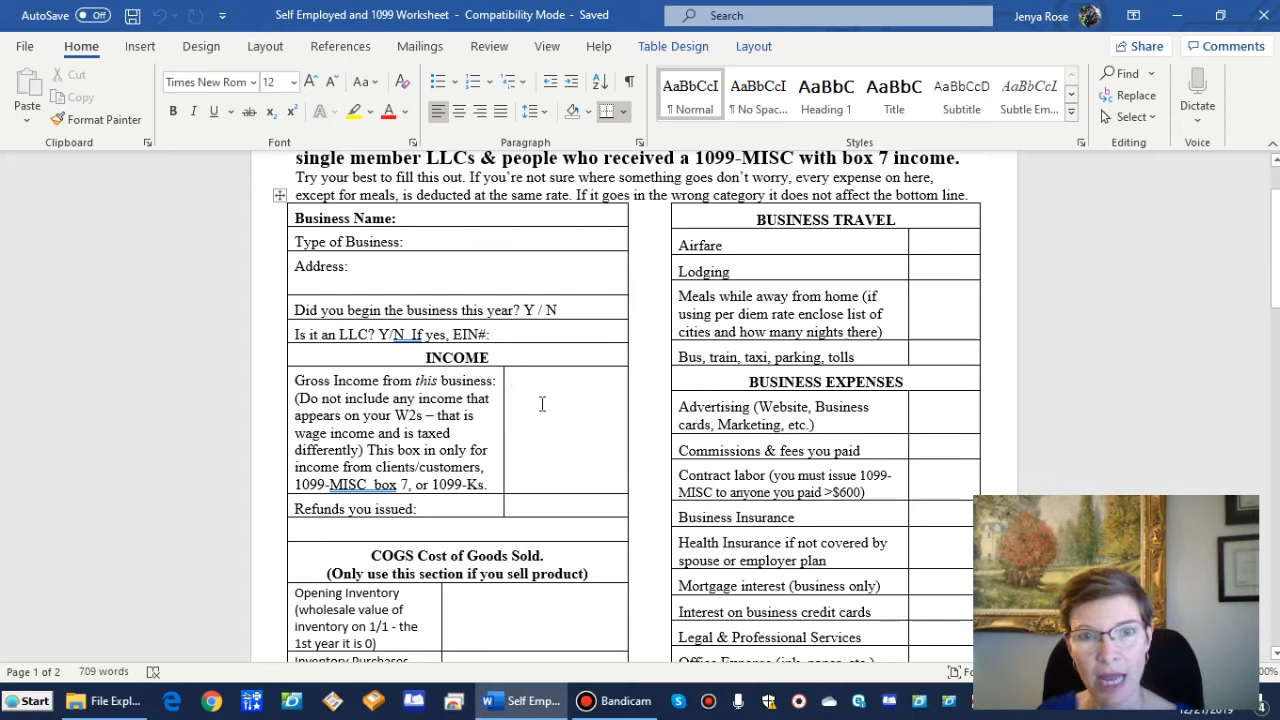 AutoSave Off
Self Employed and 1099 Worksheet - Compatibility Mode - Saved
Search
Jenya Rose
File Home Insert Design Layout References Mailings Review View Help Table Design Layout
Share Comments
Paste
Cut
Copy
Format Painter
Clipboard
Times New Rom 12
Font
Paragraph
AaBbCcI AaBbCcI AaBbC AaBbC AaBbCcD AaBbCcI
¶ Normal ¶ No Spac... Heading 1 Title Subtitle Subtle Em...
Styles
Find
Replace
Select
Editing
Dictate
Voice
single member LLCs & people who received a 1099-MISC with box 7 income.
Try your best to fill this out. If you're not sure where something goes don't worry, every expense on here,
except for meals, is deducted at the same rate. If it goes in the wrong category it does not affect the bottom line.
Business Name:
Type of Business:
Address:
Did you begin the business this year? Y / N
Is it an LLC? Y/N If yes, EIN#:
INCOME
Gross Income from this business:
(Do not include any income that
appears on your W2s – that is
wage income and is taxed
differently) This box in only for
income from clients/customers,
1099-MISC box 7, or 1099-Ks.
Refunds you issued:
COGS Cost of Goods Sold.
(Only use this section if you sell product)
Opening Inventory
(wholesale value of
inventory on 1/1 - the
1st year it is 0)
Inventory Purchases
BUSINESS TRAVEL
Airfare
Lodging
Meals while away from home (if
using per diem rate enclose list of
cities and how many nights there)
Bus, train, taxi, parking, tolls
BUSINESS EXPENSES
Advertising (Website, Business
cards, Marketing, etc.)
Commissions & fees you paid
Contract labor (you must issue 1099-
MISC to anyone you paid >$600)
Business Insurance
Health Insurance if not covered by
spouse or employer plan
Mortgage interest (business only)
Interest on business credit cards
Legal & Professional Services
Office Expense (ink, paper, etc.)
Page 1 of 2 709 words
Start
File Expl...
Self Emp...
Bandicam
12/21/2019